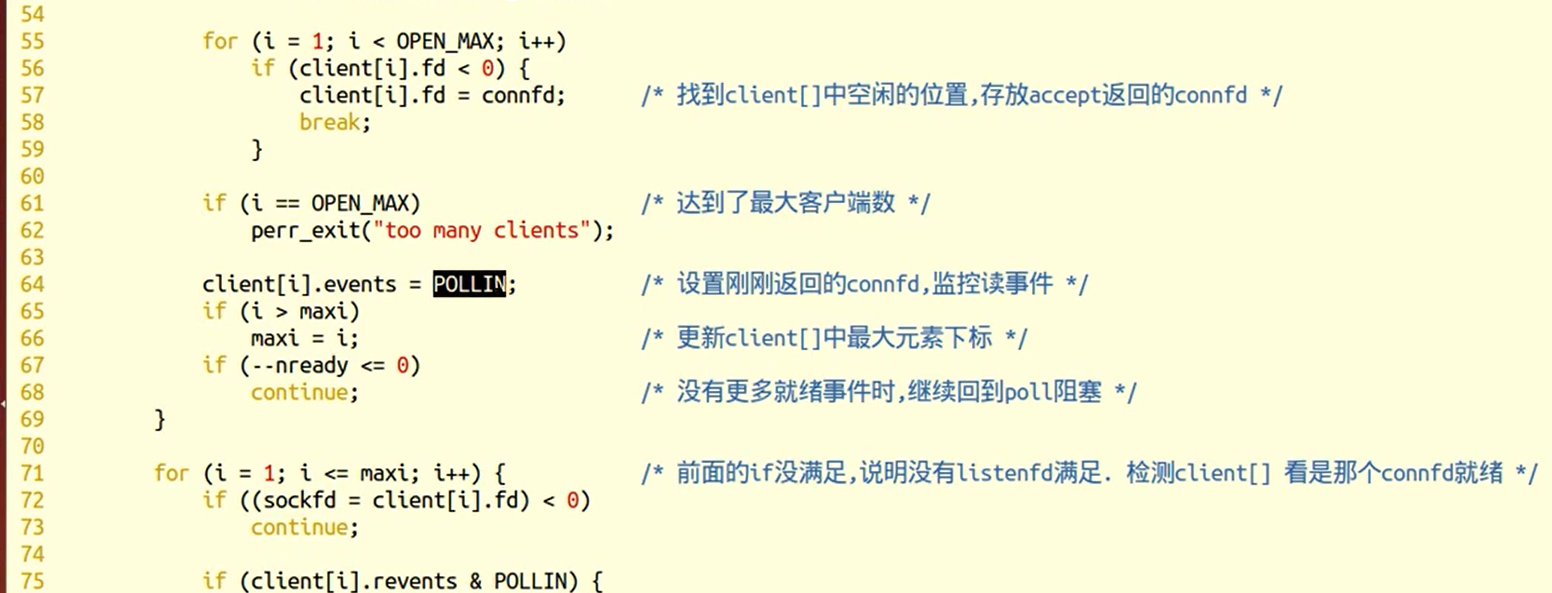 54
55             for (i = 1; i < OPEN_MAX; i++)
56                 if (client[i].fd < 0) {
57                     client[i].fd = connfd;      /* 找到client[]中空闲的位置,存放accept返回的connfd */
58                     break;
59                 }
60
61             if (i == OPEN_MAX)                  /* 达到了最大客户端数 */
62                 perr_exit("too many clients");
63
64             client[i].events = POLLIN;          /* 设置刚刚返回的connfd,监控读事件 */
65             if (i > maxi)
66                 maxi = i;                       /* 更新client[]中最大元素下标 */
67             if (--nready <= 0)
68                 continue;                       /* 没有更多就绪事件时,继续回到poll阻塞 */
69         }
70
71         for (i = 1; i <= maxi; i++) {           /* 前面的if没满足,说明没有listenfd满足. 检测client[] 看是那个connfd就绪 */
72             if ((sockfd = client[i].fd) < 0)
73                 continue;
74
75             if (client[i].revents & POLLIN) {